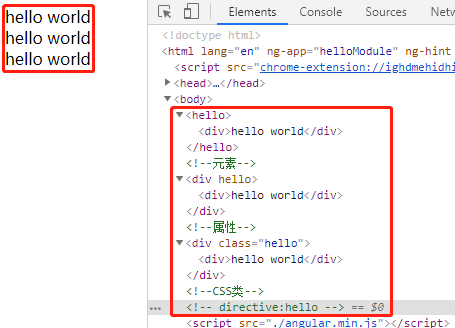 hello world
hello world
hello world
Elements
Console
Sources
<!doctype html>
<html lang="en" ng-app="helloModule" ng-hint
<script src="chrome-extension://ighdmehidhi
<head>…</head>
<body>
<hello>
<div>hello world</div>
</hello>
<!--元素-->
<div hello>
<div>hello world</div>
</div>
<!--属性-->
<div class="hello">
<div>hello world</div>
</div>
<!--CSS类-->
<!-- directive:hello --> == $0
<script src="./angular.min.js"></script>